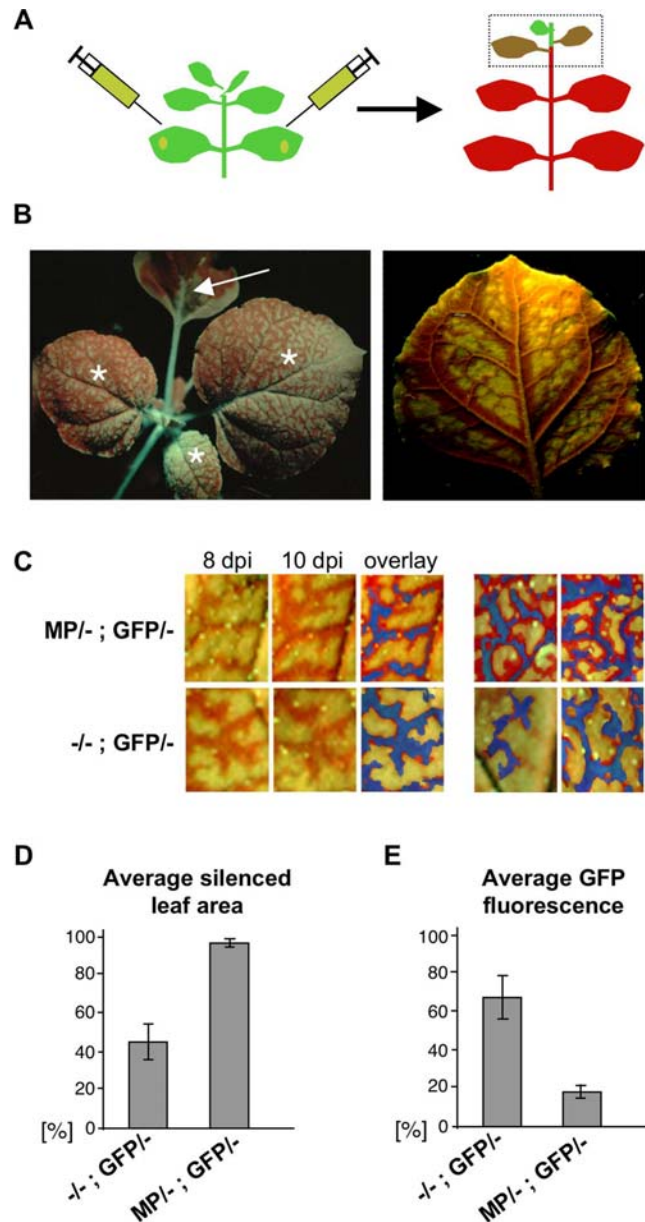 A
B
* * *
C
8 dpi 10 dpi overlay
MP/- ; GFP/-
-/- ; GFP/-
D
Average silenced
leaf area
100
80
60
40
20
[%] 0
-/- ; GFP/-
MP/- ; GFP/-
E
Average GFP
fluorescence
100
80
60
40
20
[%] 0
-/- ; GFP/-
MP/- ; GFP/-